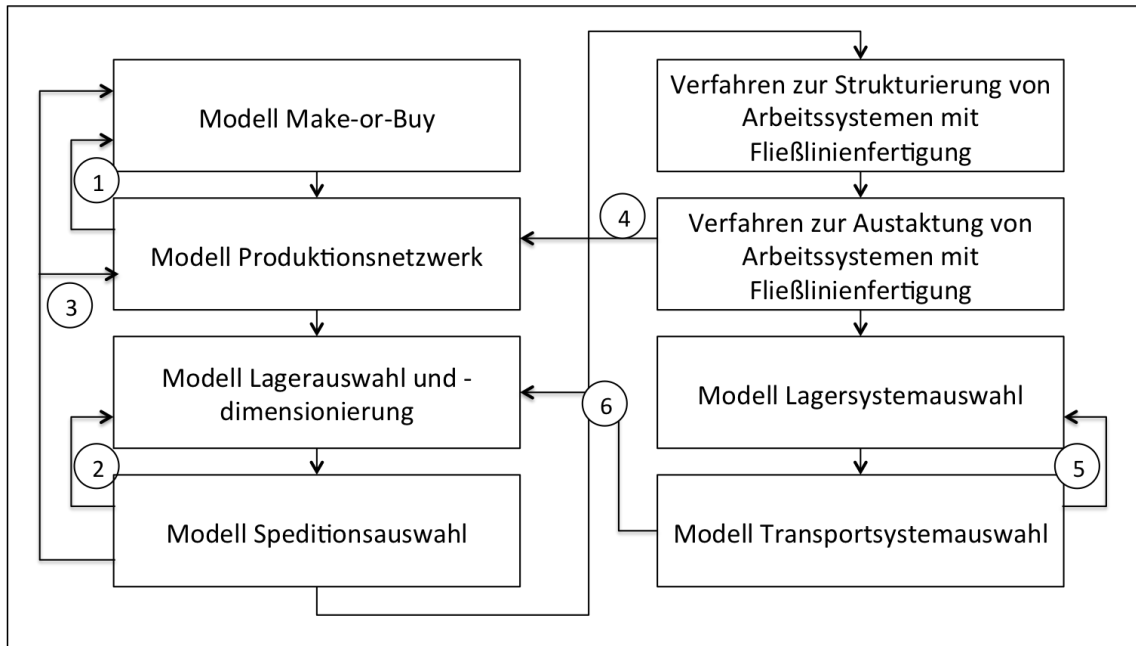 Modell Make-or-Buy
1
Modell Produktionsnetzwerk
3
Modell Lagerauswahl und -
dimensionierung
2
Modell Speditionsauswahl
Verfahren zur Strukturierung von
Arbeitssystemen mit
Fließlinienfertigung
4
Verfahren zur Austaktung von
Arbeitssystemen mit
Fließlinienfertigung
Modell Lagersystemauswahl
6
5
Modell Transportsystemauswahl